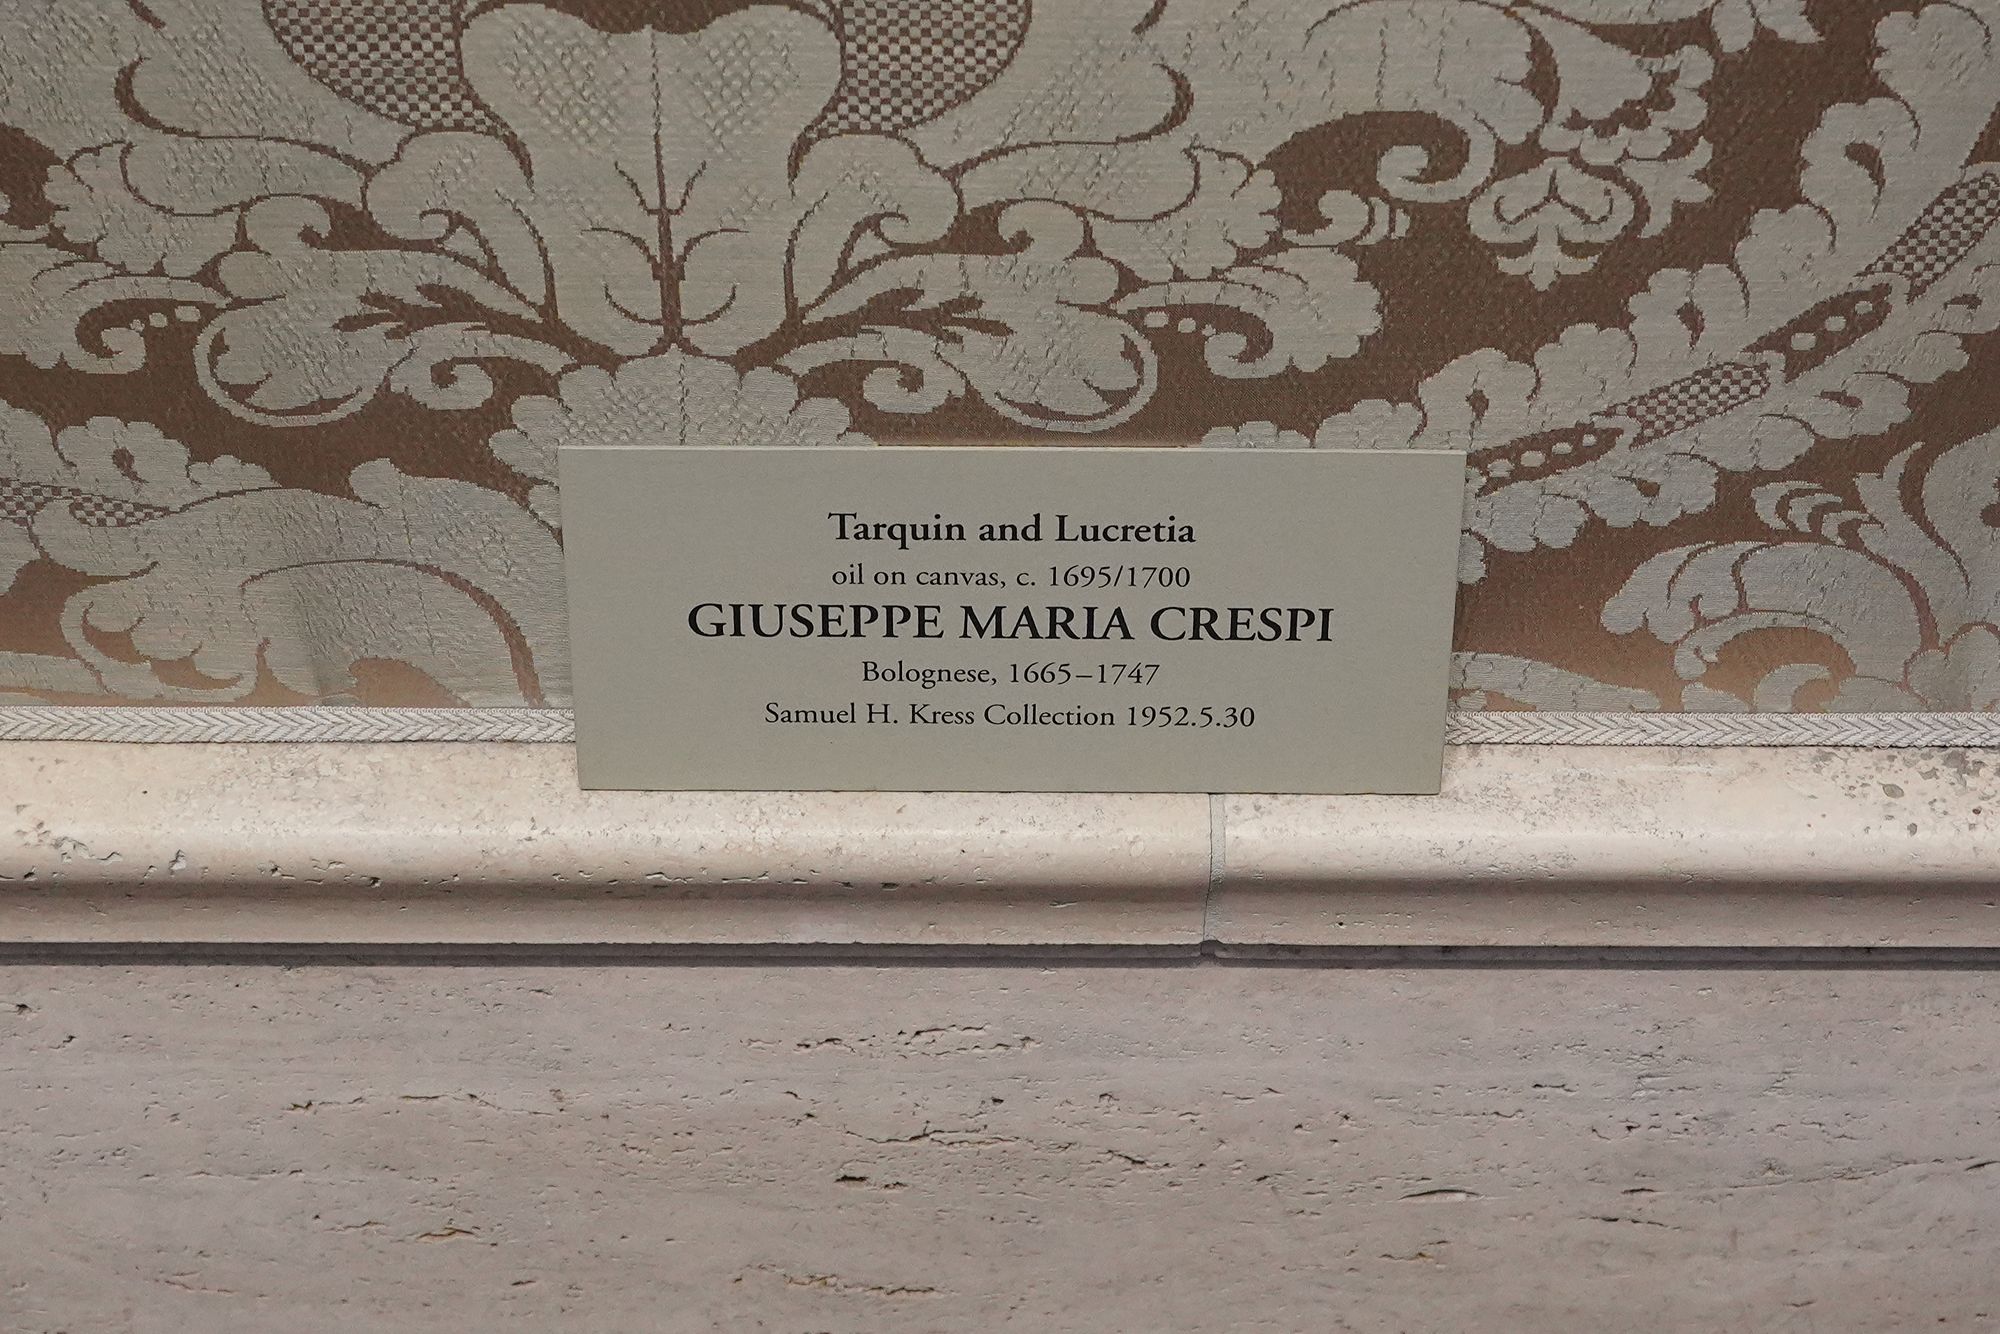 Tarquin and Lucretia
oil on canvas, c. 1695/1700
GIUSEPPE MARIA CRESPI
Bolognese, 1665–1747
Samuel H. Kress Collection 1952.5.30